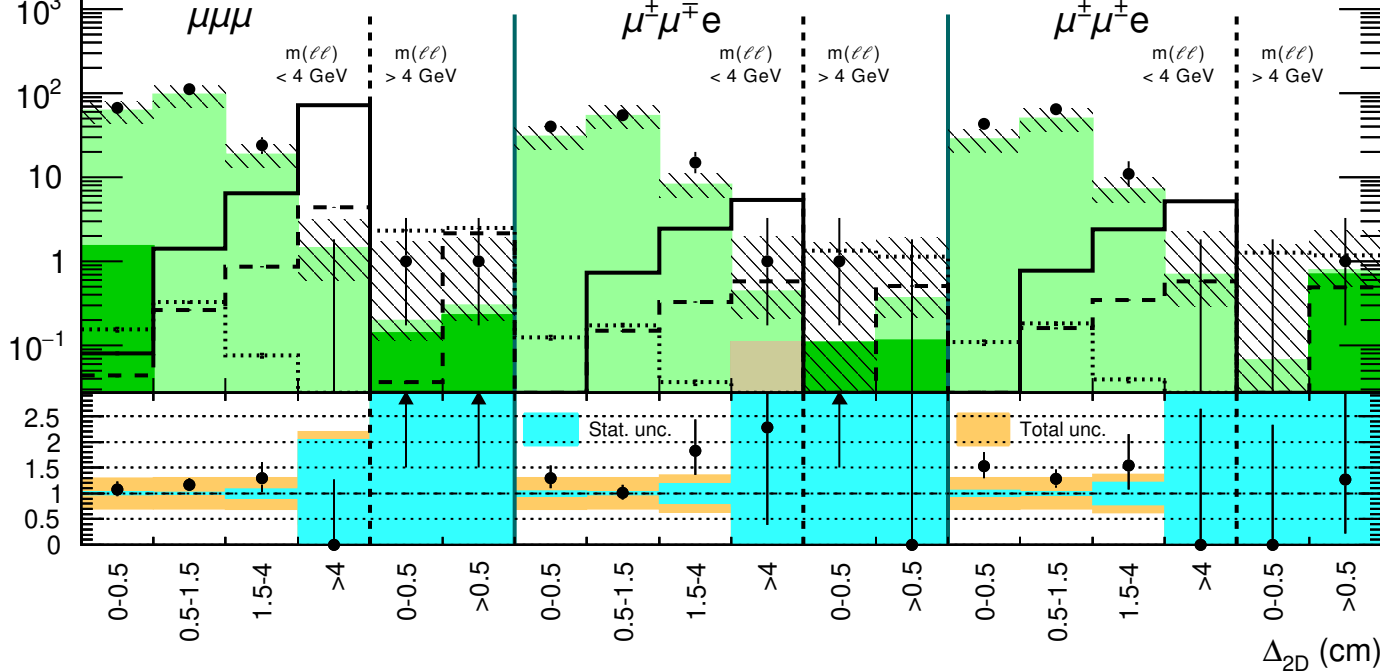 10³
μμμ
μ±μ∓e
μ±μ±e
m(ℓℓ)
< 4 GeV
m(ℓℓ)
> 4 GeV
m(ℓℓ)
< 4 GeV
m(ℓℓ)
> 4 GeV
m(ℓℓ)
< 4 GeV
m(ℓℓ)
> 4 GeV
10²
10
1
10⁻¹
2.5
2
1.5
1
0.5
0
Stat. unc.
Total unc.
0-0.5
0.5-1.5
1.5-4
>4
0-0.5
>0.5
0-0.5
0.5-1.5
1.5-4
>4
0-0.5
>0.5
0-0.5
0.5-1.5
1.5-4
>4
0-0.5
>0.5
Δ2D (cm)